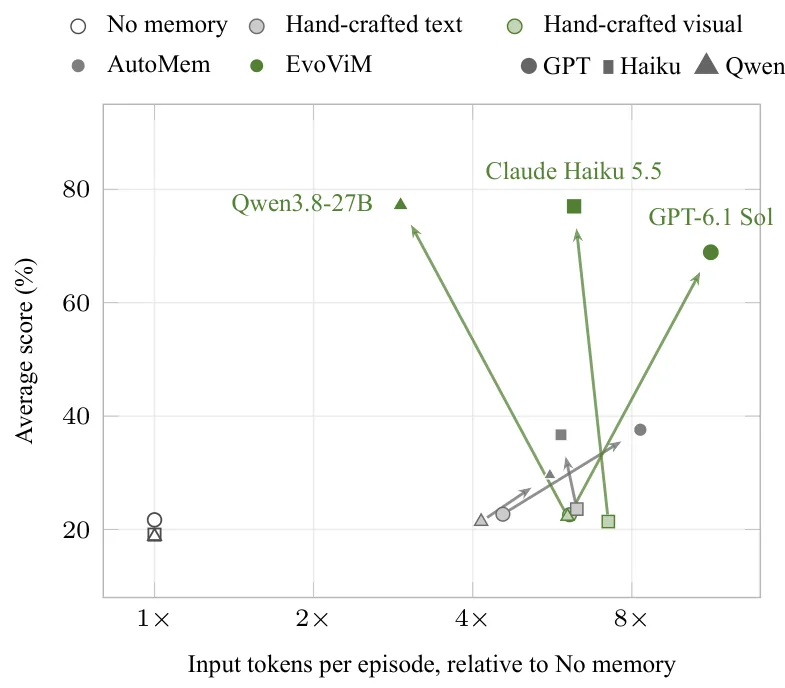 No memory Hand-crafted text Hand-crafted visual
AutoMem EvoViM GPT Haiku Qwen
Claude Haiku 5.5
80
Qwen3.8-27B
GPT-6.1 Sol
60
Average score (%)
40
20
1× 2× 4× 8×
Input tokens per episode, relative to No memory